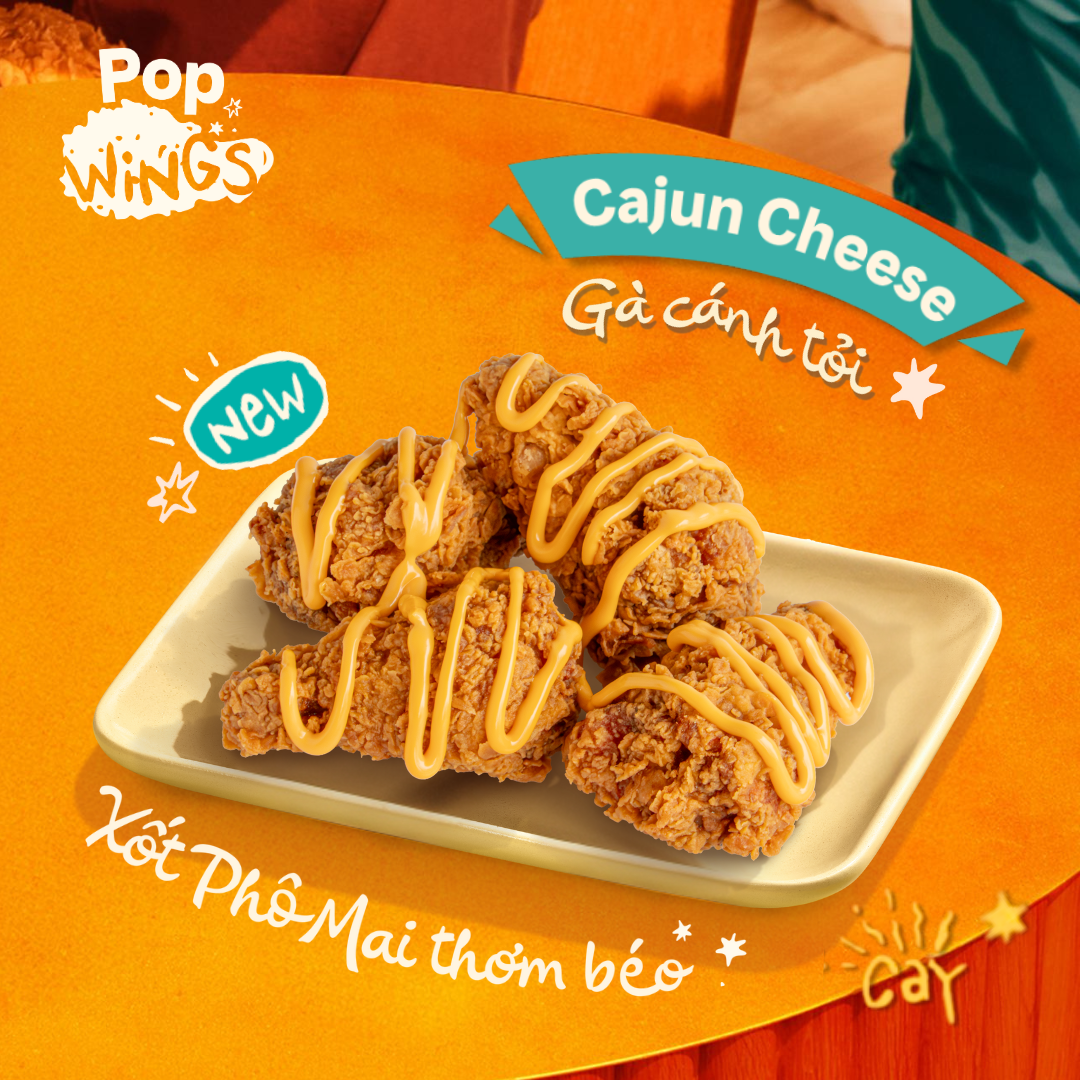 Pop
WiNGS
Cajun Cheese
Gà cánh tỏi
New
Xốt Phô Mai thơm béo
Cay